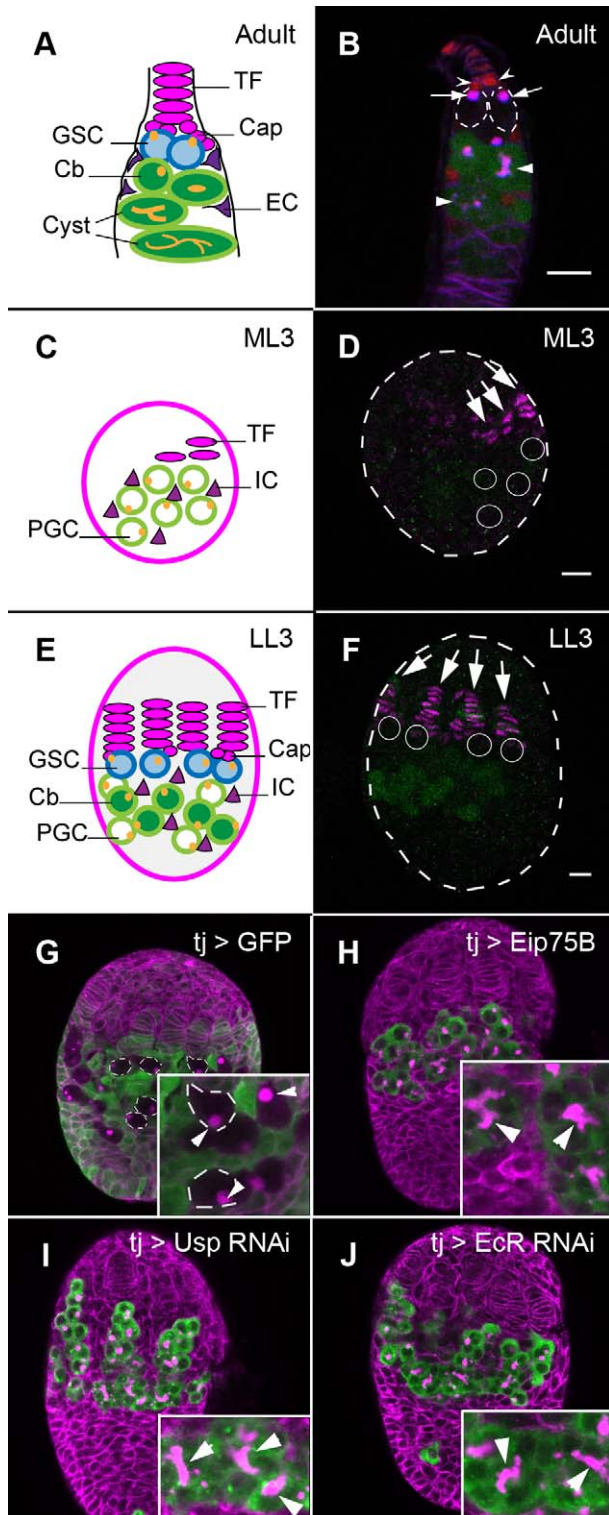 A Adult
TF
GSC
Cap
Cb
EC
Cyst
B Adult
C ML3
TF
IC
PGC
D ML3
E LL3
TF
GSC
Cap
Cb
IC
PGC
F LL3
G tj > GFP
H tj > Eip75B
I tj > Usp RNAi
J tj > EcR RNAi